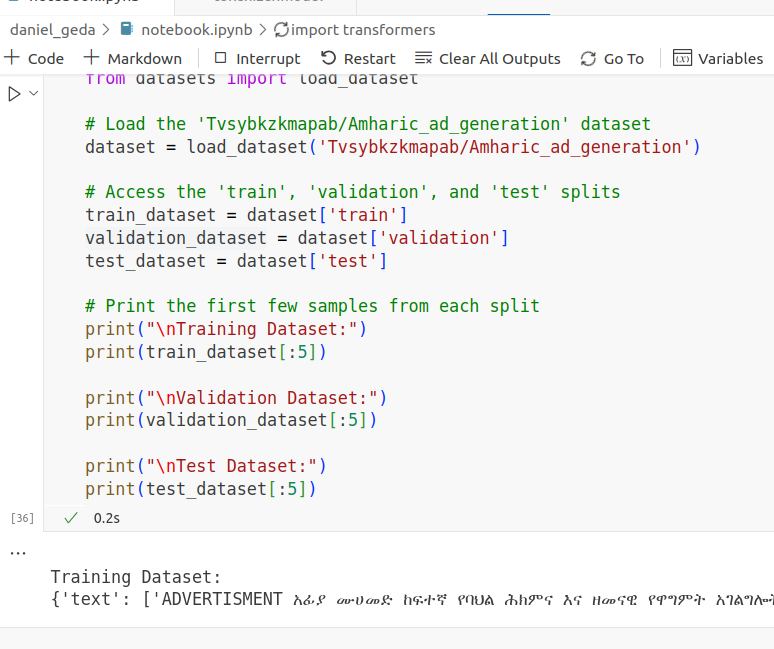 daniel_geda > notebook.ipynb > import transformers
+ Code + Markdown Interrupt Restart Clear All Outputs Go To Variables
from datasets import load_dataset
# Load the 'Tvsybkzkmapab/Amharic_ad_generation' dataset
dataset = load_dataset('Tvsybkzkmapab/Amharic_ad_generation')
# Access the 'train', 'validation', and 'test' splits
train_dataset = dataset['train']
validation_dataset = dataset['validation']
test_dataset = dataset['test']
# Print the first few samples from each split
print("\nTraining Dataset:")
print(train_dataset[:5])
print("\nValidation Dataset:")
print(validation_dataset[:5])
print("\nTest Dataset:")
print(test_dataset[:5])
[36] 0.2s
...
Training Dataset:
{'text': ['ADVERTISMENT አፊያ ሙሀመድ ከፍተኛ የባህል ሕክምና እና ዘመናዊ የዋግምት